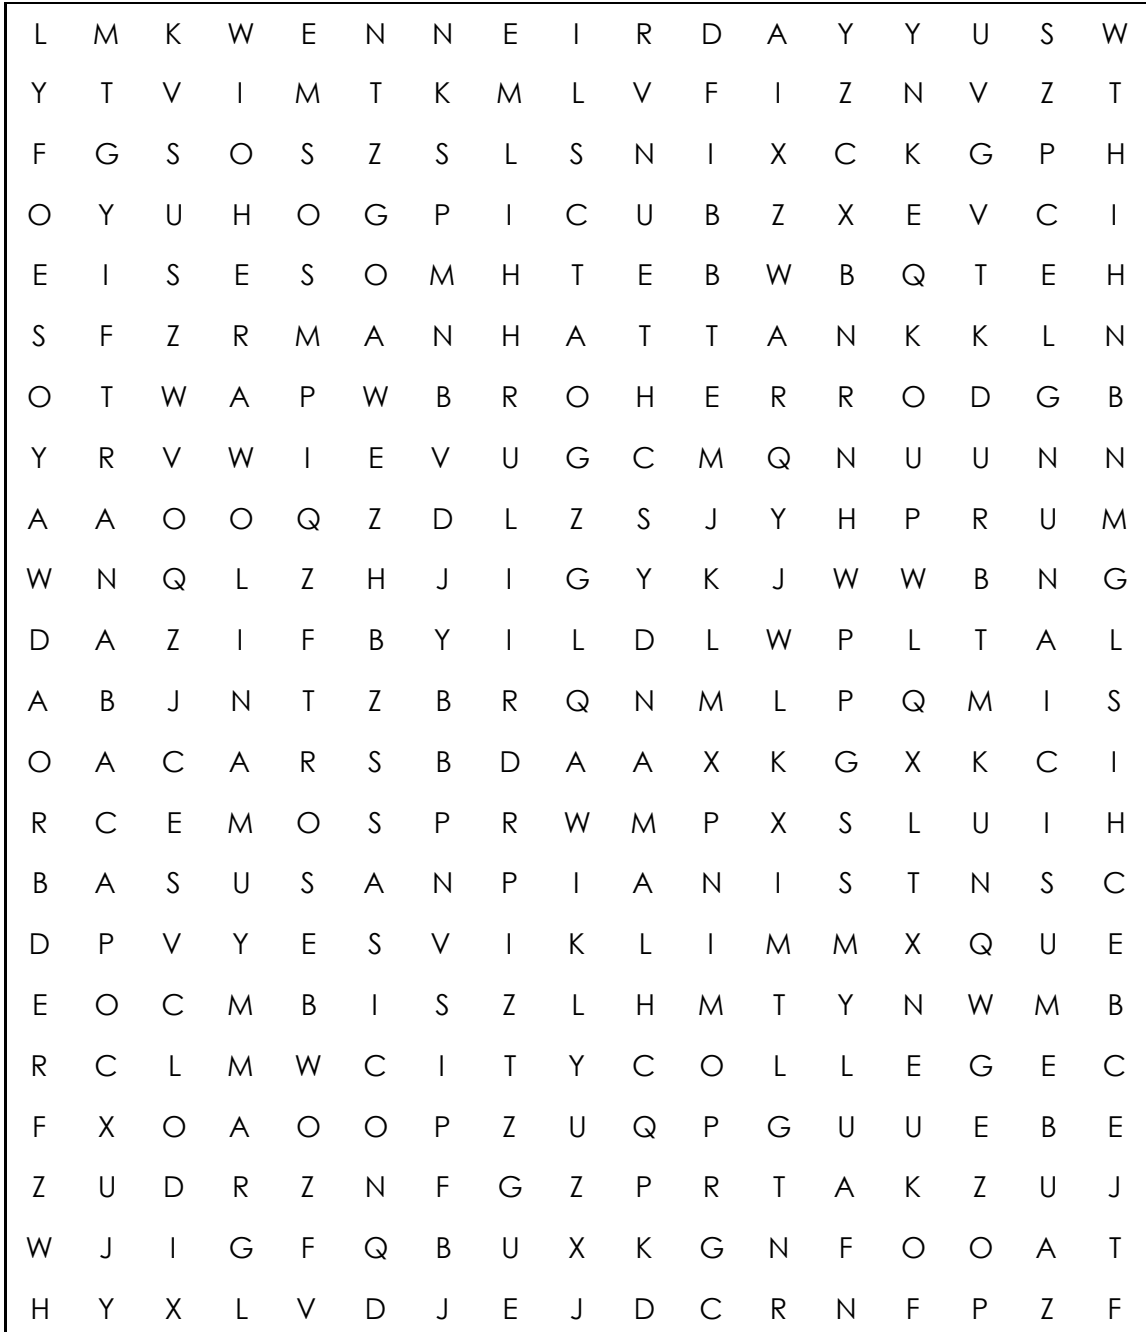 L M K W E N N E I R D A Y Y U S W
Y T V I M T K M L V F I Z N V Z T
F G S O S Z S L S N I X C K G P H
O Y U H O G P I C U B Z X E V C I
E I S E S O M H T E B W B Q T E H
S F Z R M A N H A T T A N K K L N
O T W A P W B R O H E R R O D G B
Y R V W I E V U G C M Q N U U N N
A A O O Q Z D L Z S J Y H P R U M
W N Q L Z H J I G Y K J W W B N G
D A Z I F B Y I L D L W P L T A L
A B J N T Z B R Q N M L P Q M I S
O A C A R S B D A A X K G X K C I
R C E M O S P R W M P X S L U I H
B A S U S A N P I A N I S T N S C
D P V Y E S V I K L I M M X Q U E
E O C M B I S Z L H M T Y N W M B
R C L M W C I T Y C O L L E G E C
F X O A O O P Z U Q P G U U E B E
Z U D R Z N F G Z P R T A K Z U J
W J I G F Q B U X K G N F O O A T
H Y X L V D J E J D C R N F P Z F